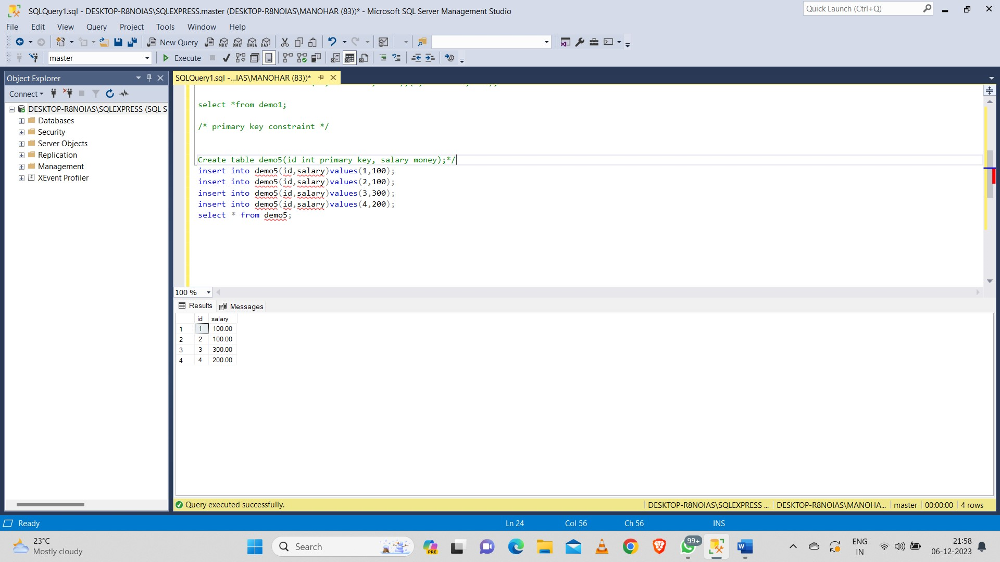 SQLQuery1.sql - DESKTOP-R8NOIAS\SQLEXPRESS.master (DESKTOP-R8NOIAS\MANOHAR (83))* - Microsoft SQL Server Management Studio
Quick Launch (Ctrl+Q)
File Edit View Query Project Tools Window Help
New Query MDX DMX XMLA DAX
master Execute
Object Explorer
SQLQuery1.sql -...IAS\MANOHAR (83))*
Connect
DESKTOP-R8NOIAS\SQLEXPRESS (SQL S
Databases
Security
Server Objects
Replication
Management
XEvent Profiler
select *from demo1;
/* primary key constraint */
Create table demo5(id int primary key, salary money);*/
insert into demo5(id,salary)values(1,100);
insert into demo5(id,salary)values(2,100);
insert into demo5(id,salary)values(3,300);
insert into demo5(id,salary)values(4,200);
select * from demo5;
100 %
Results Messages
id salary
1 1 100.00
2 2 100.00
3 3 300.00
4 4 200.00
Query executed successfully.
DESKTOP-R8NOIAS\SQLEXPRESS ... DESKTOP-R8NOIAS\MANOHA... master 00:00:00 4 rows
Ready Ln 24 Col 56 Ch 56 INS
23°C
Mostly cloudy
Search
PRE
99+
ENG
IN
21:58
06-12-2023